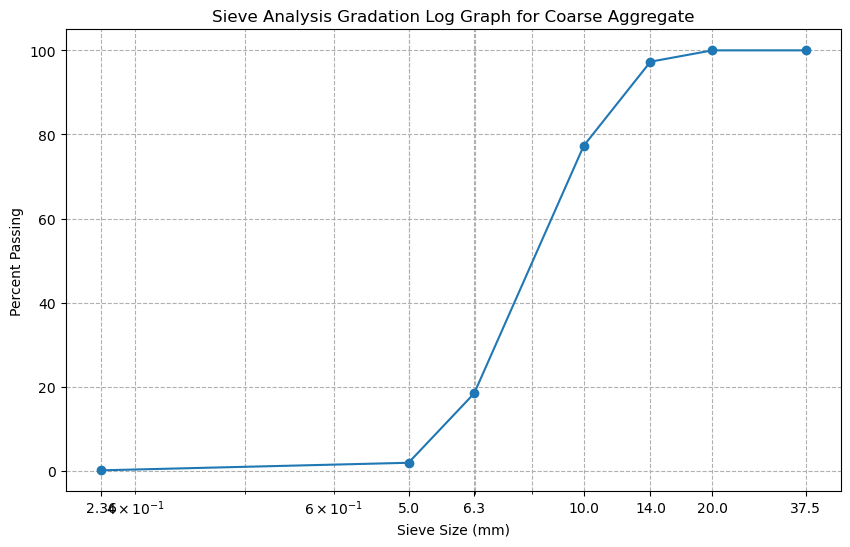 Sieve Analysis Gradation Log Graph for Coarse Aggregate
100
80
60
40
20
0
Percent Passing
2.36 4 × 10⁻¹ 6 × 10⁻¹ 5.0 6.3 10.0 14.0 20.0 37.5
Sieve Size (mm)